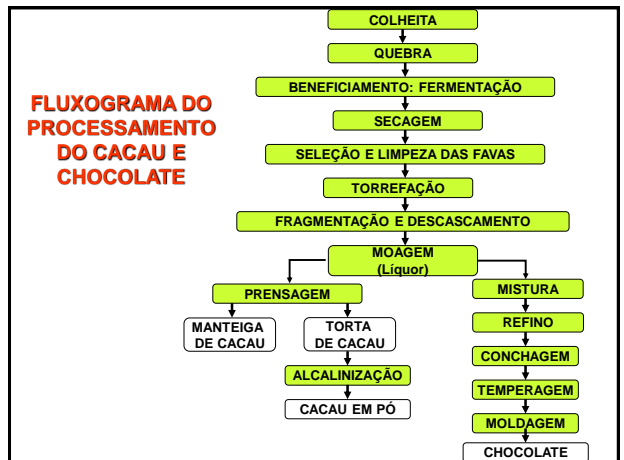 FLUXOGRAMA DO
PROCESSAMENTO
DO CACAU E
CHOCOLATE
COLHEITA
QUEBRA
BENEFICIAMENTO: FERMENTAÇÃO
SECAGEM
SELEÇÃO E LIMPEZA DAS FAVAS
TORREFAÇÃO
FRAGMENTAÇÃO E DESCASCAMENTO
MOAGEM
(Líquor)
PRENSAGEM
MANTEIGA
DE CACAU
TORTA
DE CACAU
ALCALINIZAÇÃO
CACAU EM PÓ
MISTURA
REFINO
CONCHAGEM
TEMPERAGEM
MOLDAGEM
CHOCOLATE